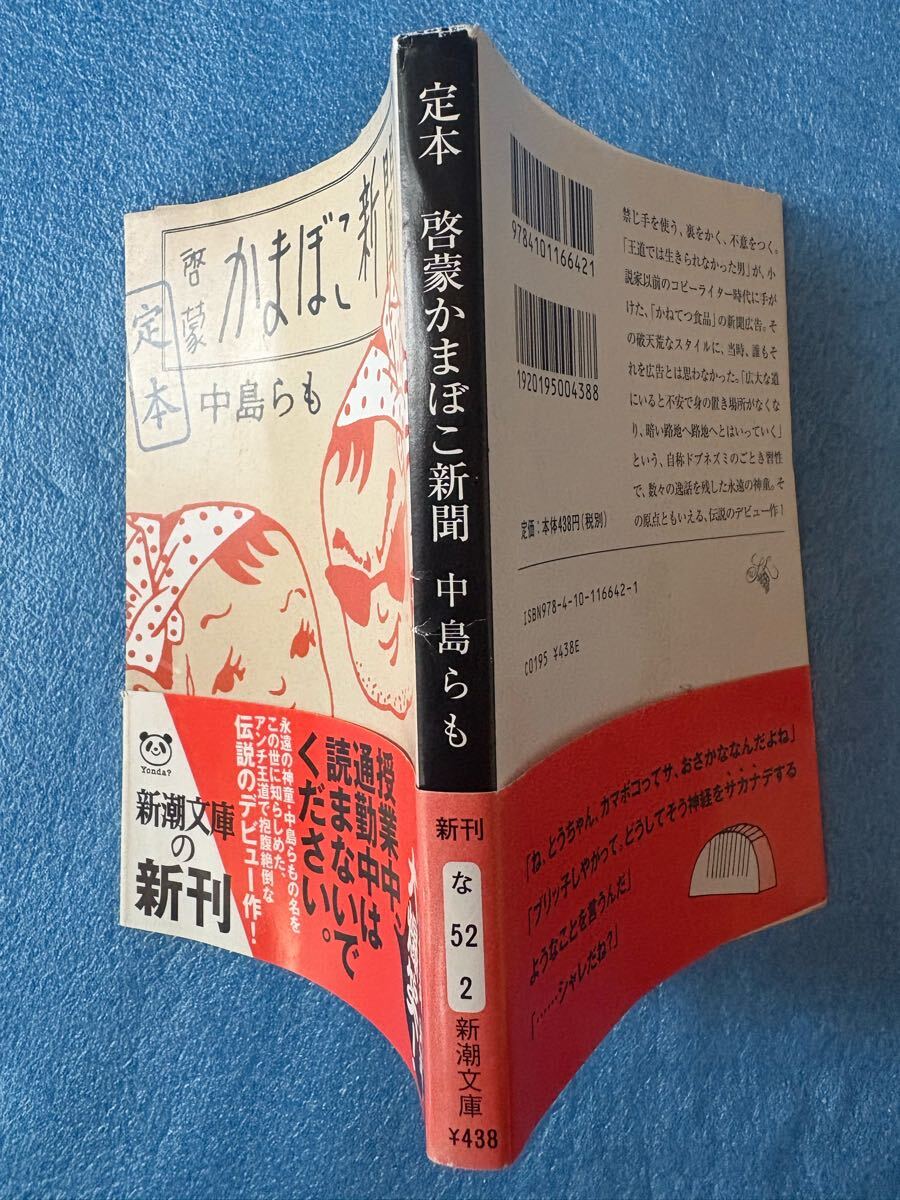 啓蒙
かまぼこ新
定本
中島らも
授業中、
通勤中は
読まないで
ください。
永遠の神童・中島らもの名を
この世に知らしめた、
アンチ王道で抱腹絶倒な
伝説のデビュー作！
Yonda?
新潮文庫
の
新刊
定本 啓蒙かまぼこ新聞 中島らも
新刊
な
52
2
新潮文庫
¥438
9784101166421
1920195004388
禁じ手を使う、裏をかく、不意をつく。
「王道では生きられなかった男」が、小
説家以前のコピーライター時代に手が
けた、「かねてつ食品」の新聞広告。そ
の破天荒なスタイルに、当時、誰もそ
れを広告とは思わなかった。「広大な道
にいると不安で身の置き場所がなくな
り、暗い路地へ路地へとはいっていく」
という、自称ドブネズミのごとき習性
で、数々の逸話を残した永遠の神童。そ
の原点ともいえる、伝説のデビュー作！
定価：本体438円（税別）
ISBN978-4-10-116642-1
C0195 ¥438E
「ね、とうちゃん、カマボコってサ、おさかななんだよね」
「ブリッ子しやがって、どうしてそう神経をサカナデする
ようなことを言うんだ」
「……シャレだね？」